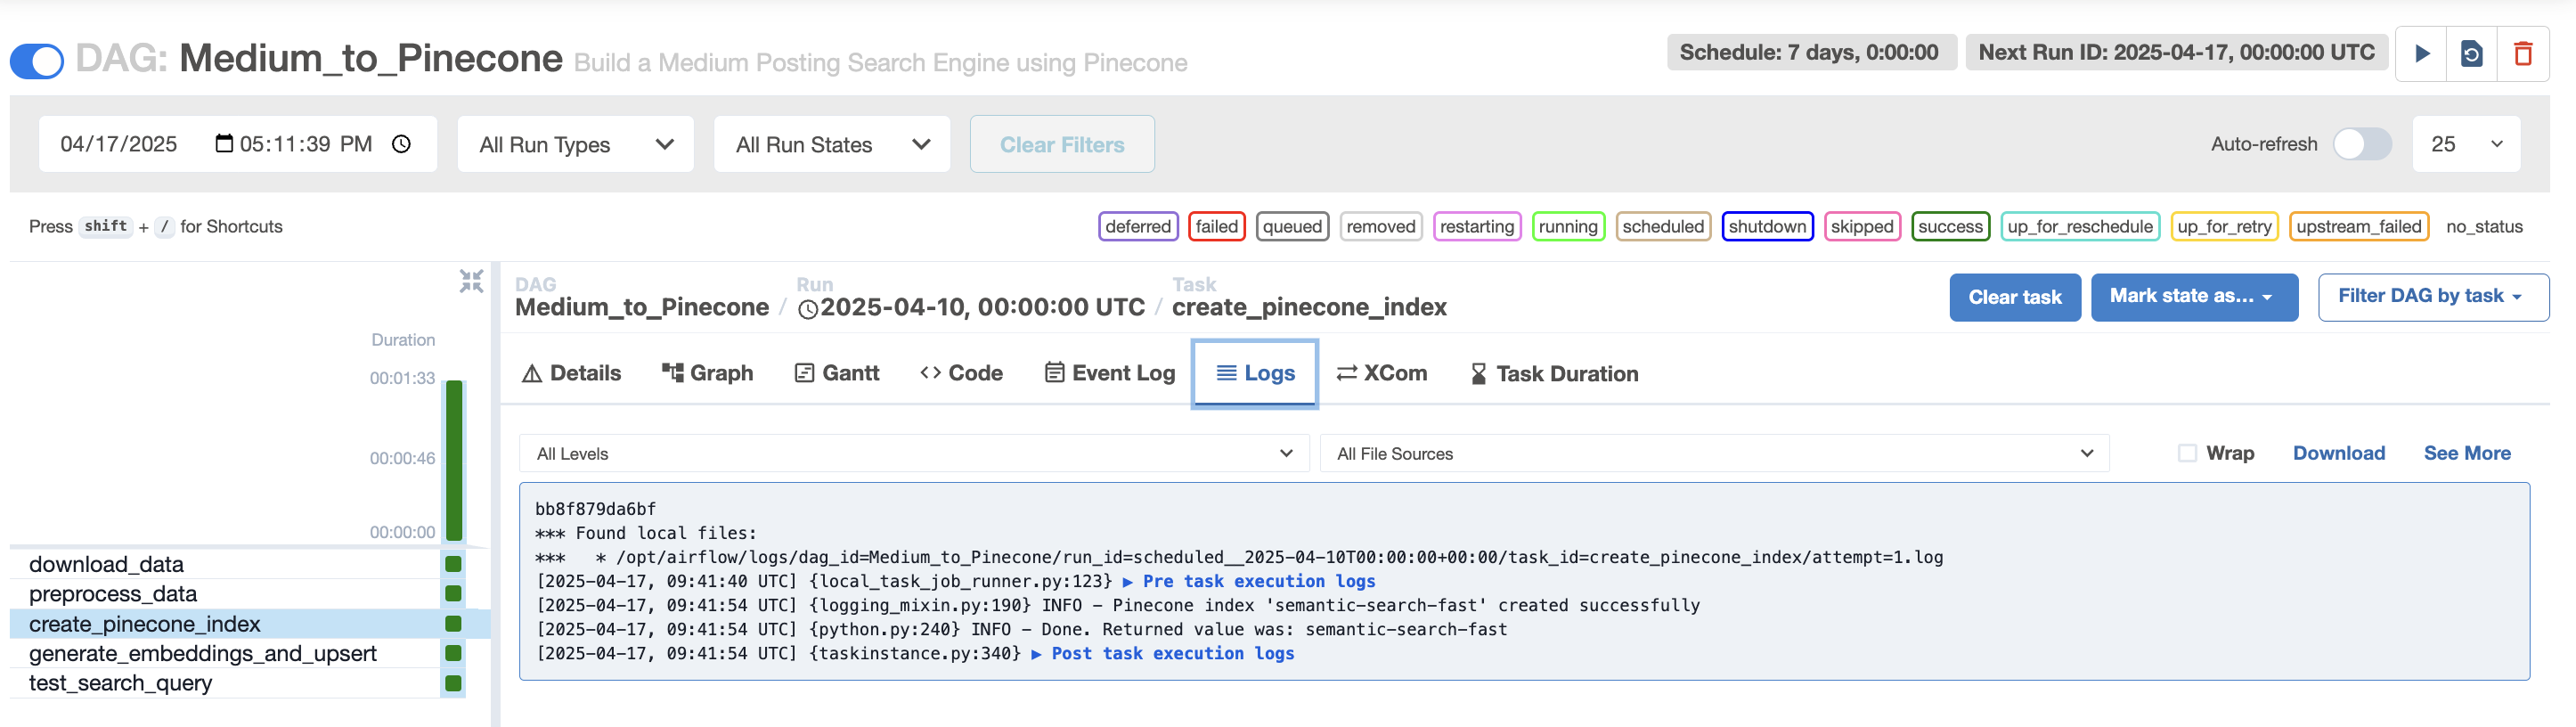 DAG: Medium_to_Pinecone Build a Medium Posting Search Engine using Pinecone
Schedule: 7 days, 0:00:00 Next Run ID: 2025-04-17, 00:00:00 UTC
04/17/2025 05:11:39 PM All Run Types All Run States Clear Filters Auto-refresh 25
Press shift + / for Shortcuts
deferred failed queued removed restarting running scheduled shutdown skipped success up_for_reschedule up_for_retry upstream_failed no_status
Duration
00:01:33
00:00:46
00:00:00
download_data
preprocess_data
create_pinecone_index
generate_embeddings_and_upsert
test_search_query
DAG Run Task
Medium_to_Pinecone / 2025-04-10, 00:00:00 UTC / create_pinecone_index
Clear task Mark state as... Filter DAG by task
Details Graph Gantt <> Code Event Log Logs XCom Task Duration
All Levels All File Sources Wrap Download See More
bb8f879da6bf
*** Found local files:
***   * /opt/airflow/logs/dag_id=Medium_to_Pinecone/run_id=scheduled__2025-04-10T00:00:00+00:00/task_id=create_pinecone_index/attempt=1.log
[2025-04-17, 09:41:40 UTC] {local_task_job_runner.py:123} ▶ Pre task execution logs
[2025-04-17, 09:41:54 UTC] {logging_mixin.py:190} INFO - Pinecone index 'semantic-search-fast' created successfully
[2025-04-17, 09:41:54 UTC] {python.py:240} INFO - Done. Returned value was: semantic-search-fast
[2025-04-17, 09:41:54 UTC] {taskinstance.py:340} ▶ Post task execution logs